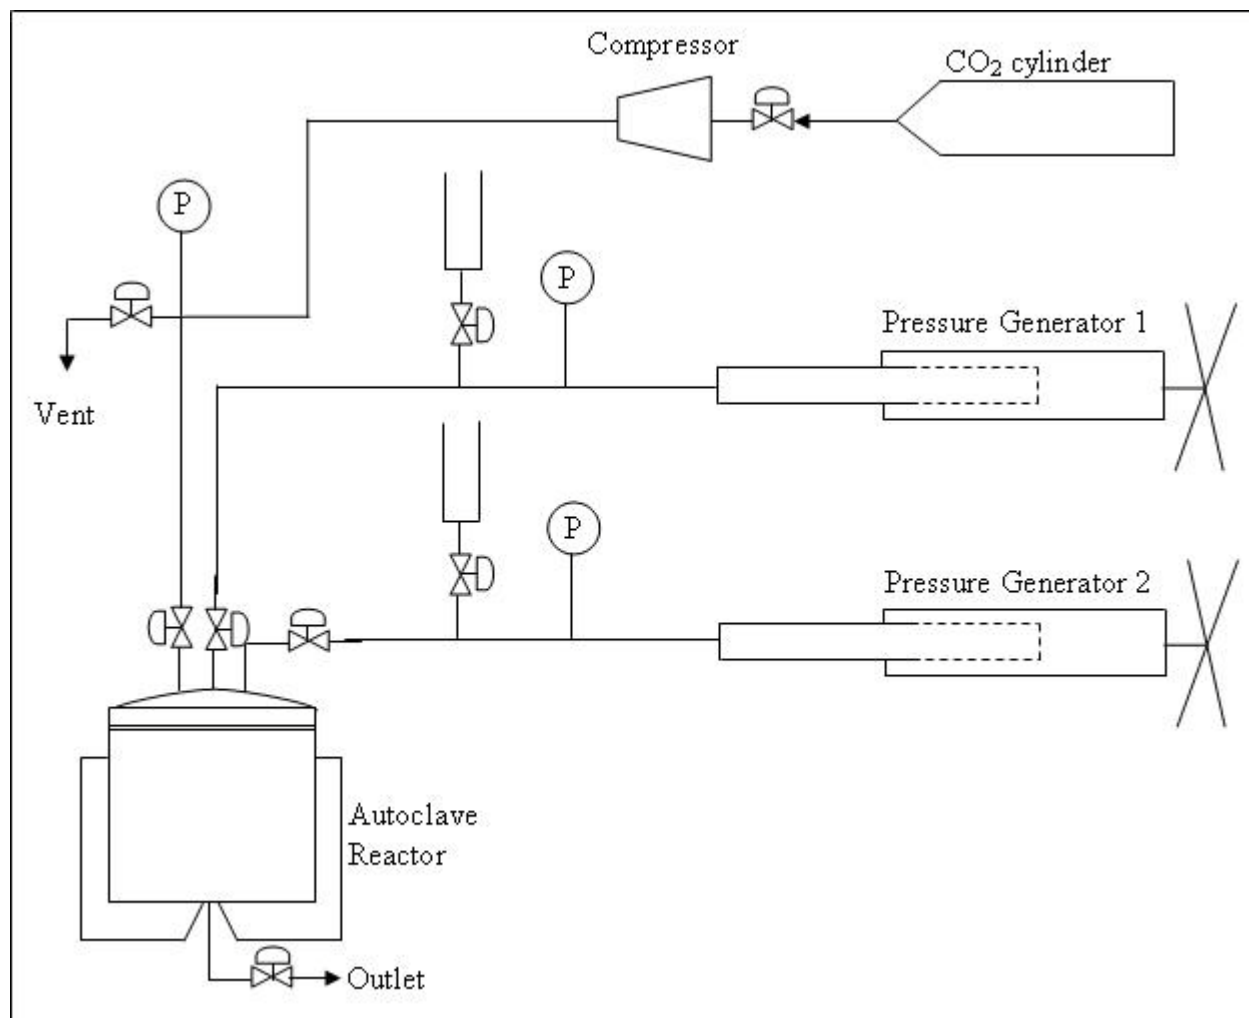 Compressor
CO₂ cylinder
P
P
Pressure Generator 1
Vent
P
Pressure Generator 2
Autoclave
Reactor
Outlet